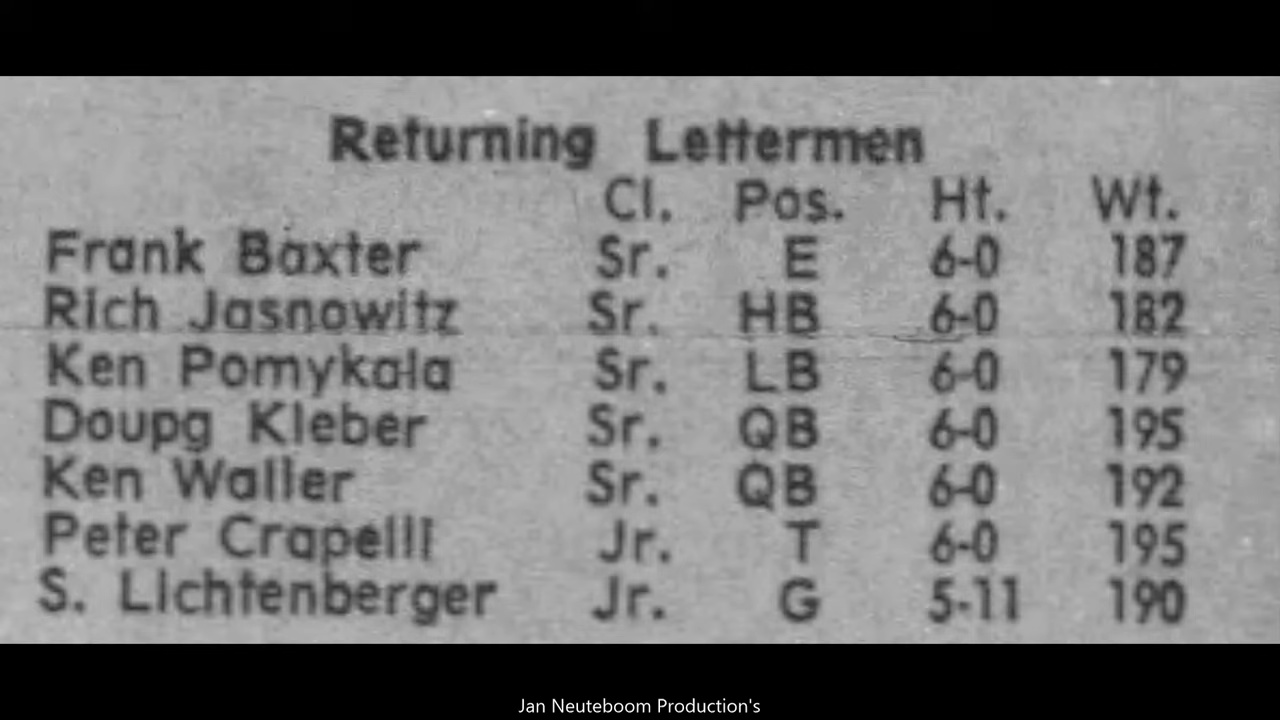 Returning Lettermen
Cl. Pos. Ht. Wt.
Frank Baxter Sr. E 6-0 187
Rich Jasnowitz Sr. HB 6-0 182
Ken Pomykala Sr. LB 6-0 179
Doupg Kleber Sr. QB 6-0 195
Ken Waller Sr. QB 6-0 192
Peter Crapelli Jr. T 6-0 195
S. Lichtenberger Jr. G 5-11 190
Jan Neuteboom Production's